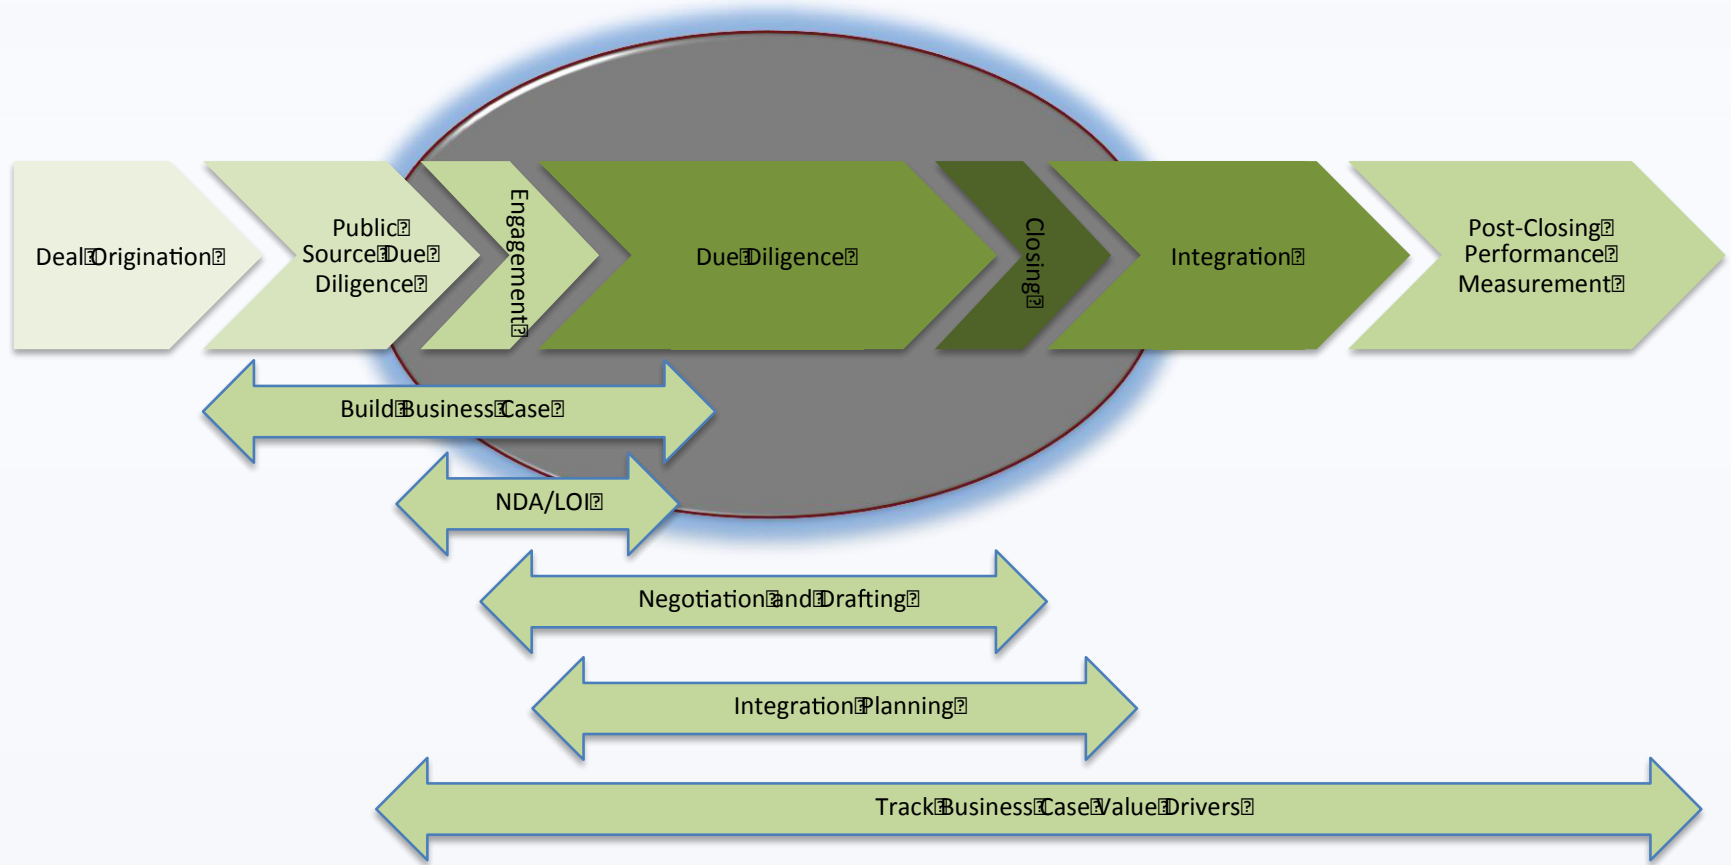 Deal Origination
Public
Source Due
Diligence
Engagement
Due Diligence
Closing
Integration
Post-Closing
Performance
Measurement
Build Business Case
NDA/LOI
Negotiation and Drafting
Integration Planning
Track Business Case Value Drivers